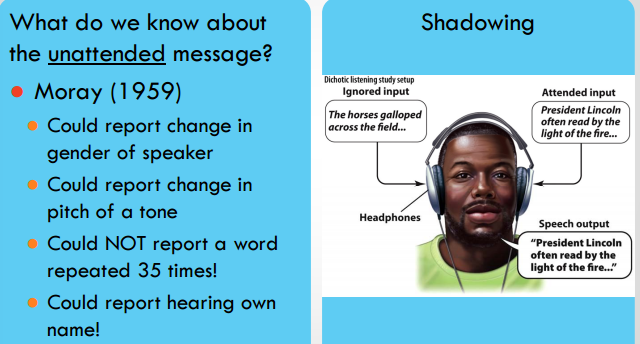 What do we know about
the unattended message?
Moray (1959)
Could report change in
gender of speaker
Could report change in
pitch of a tone
Could NOT report a word
repeated 35 times!
Could report hearing own
name!
Shadowing
Dichotic listening study setup
Ignored input
The horses galloped
across the field...
Attended input
President Lincoln
often read by the
light of the fire...
Headphones
Speech output
"President Lincoln
often read by the
light of the fire..."